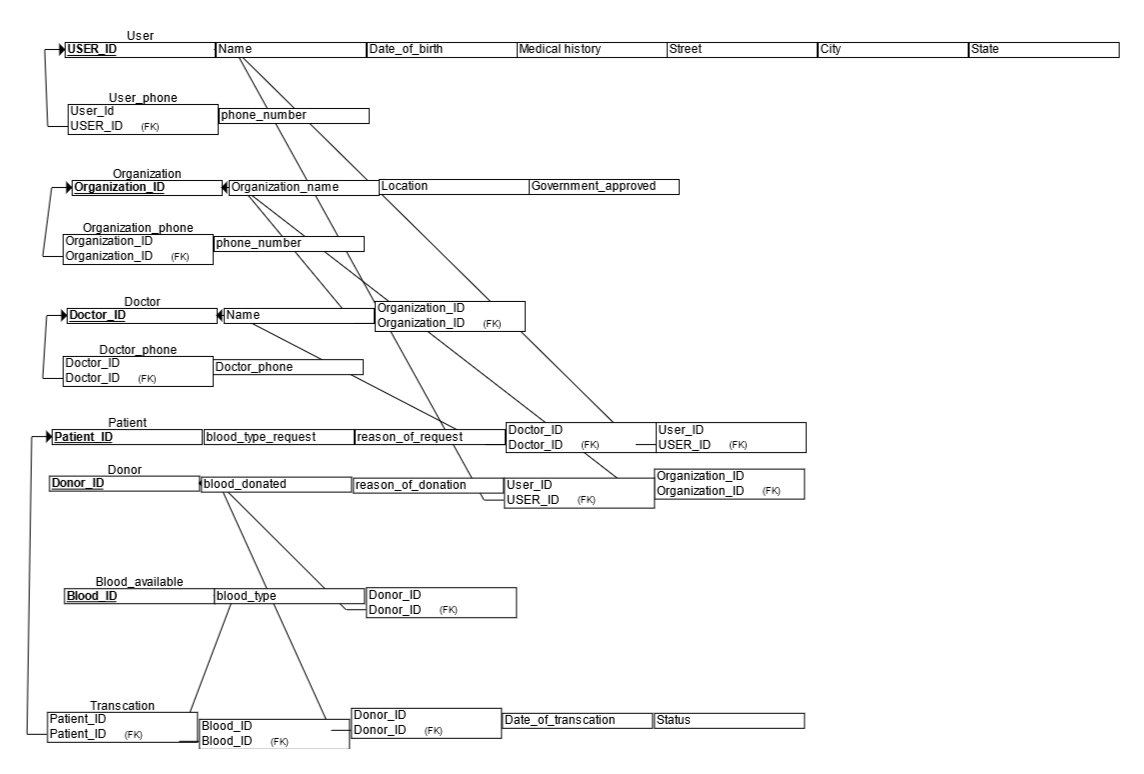 User
USER_ID Name Date_of_birth Medical history Street City State
User_phone
User_Id
USER_ID (FK) phone_number
Organization
Organization_ID Organization_name Location Government_approved
Organization_phone
Organization_ID
Organization_ID (FK) phone_number
Doctor
Doctor_ID Name Organization_ID
Organization_ID (FK)
Doctor_phone
Doctor_ID
Doctor_ID (FK) Doctor_phone
Patient
Patient_ID blood_type_request reason_of_request Doctor_ID
Doctor_ID (FK) User_ID
USER_ID (FK)
Donor
Donor_ID blood_donated reason_of_donation User_ID
USER_ID (FK) Organization_ID
Organization_ID (FK)
Blood_available
Blood_ID blood_type Donor_ID
Donor_ID (FK)
Transcation
Patient_ID
Patient_ID (FK) Blood_ID
Blood_ID (FK) Donor_ID
Donor_ID (FK) Date_of_transcation Status